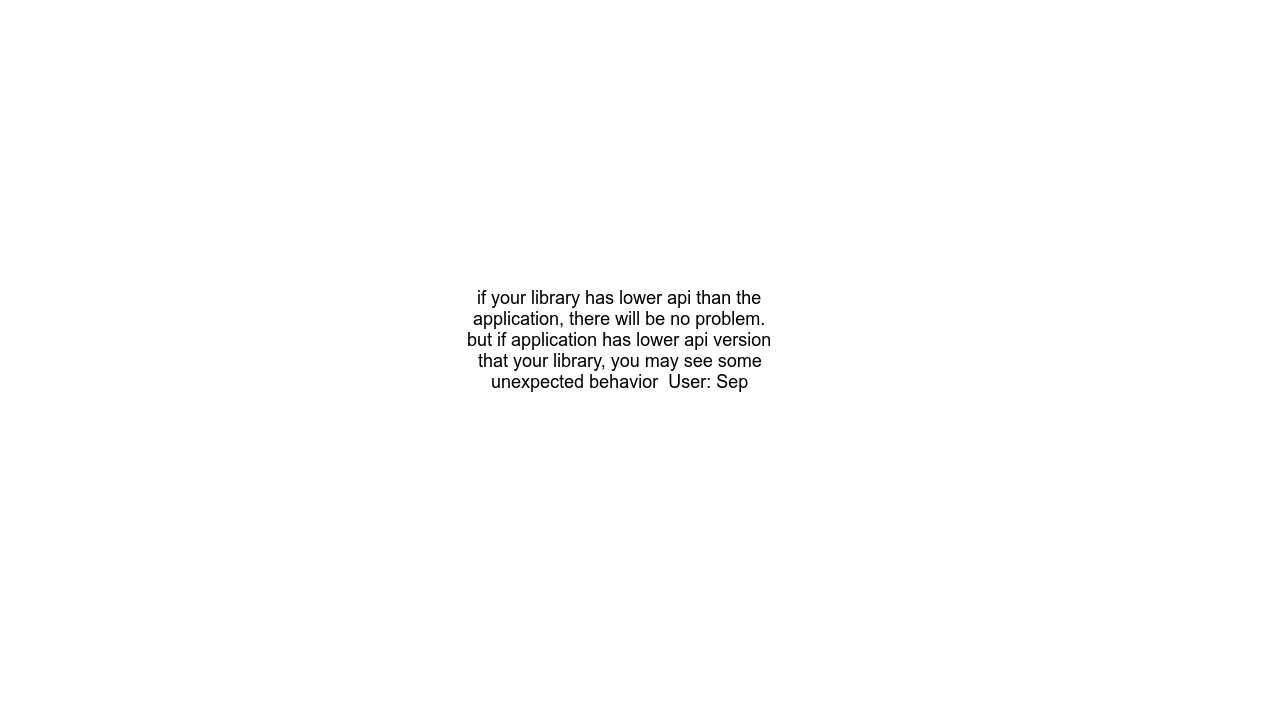 if your library has lower api than the
application, there will be no problem.
but if application has lower api version
that your library, you may see some
unexpected behavior  User: Sep